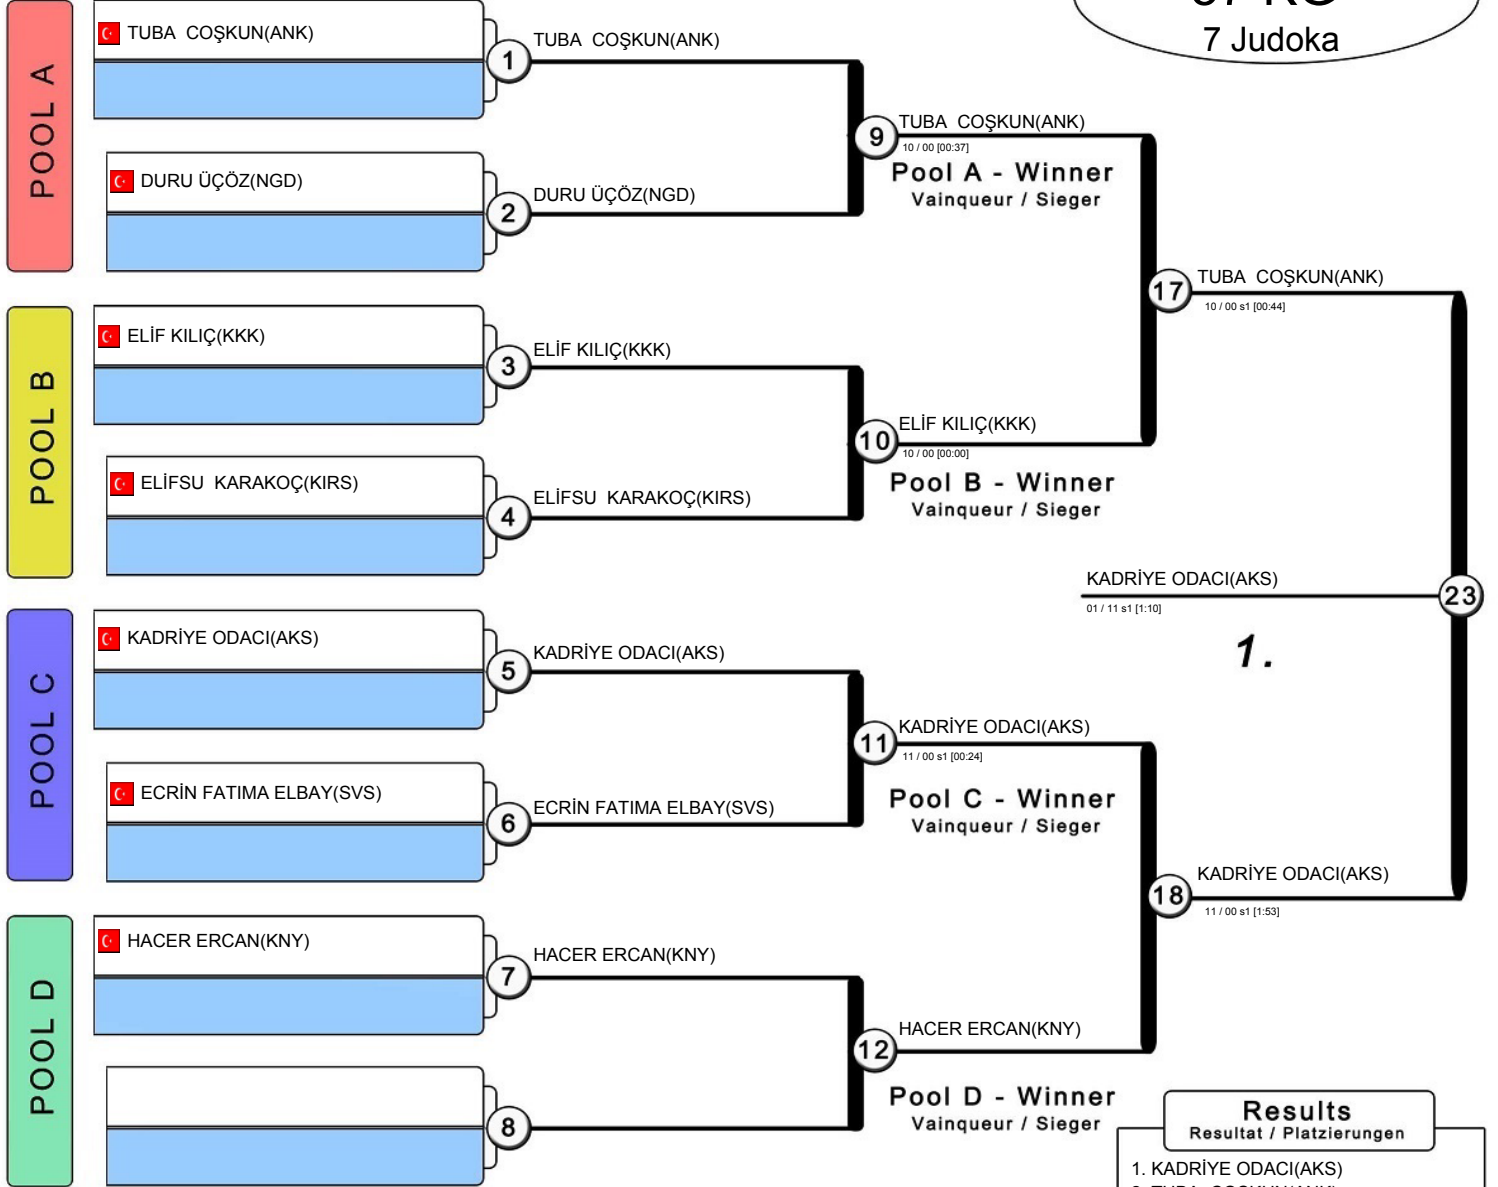 7 Judoka
POOL A
TUBA COŞKUN(ANK)
1
TUBA COŞKUN(ANK)
DURU ÜÇÖZ(NGD)
2
DURU ÜÇÖZ(NGD)
9
TUBA COŞKUN(ANK)
10 / 00 [00:37]
Pool A - Winner
Vainqueur / Sieger
POOL B
ELİF KILIÇ(KKK)
3
ELİF KILIÇ(KKK)
ELİFSU KARAKOÇ(KIRS)
4
ELİFSU KARAKOÇ(KIRS)
10
ELİF KILIÇ(KKK)
10 / 00 [00:00]
Pool B - Winner
Vainqueur / Sieger
17
TUBA COŞKUN(ANK)
10 / 00 s1 [00:44]
KADRİYE ODACI(AKS)
01 / 11 s1 [1:10]
23
1.
POOL C
KADRİYE ODACI(AKS)
5
KADRİYE ODACI(AKS)
ECRİN FATIMA ELBAY(SVS)
6
ECRİN FATIMA ELBAY(SVS)
11
KADRİYE ODACI(AKS)
11 / 00 s1 [00:24]
Pool C - Winner
Vainqueur / Sieger
18
KADRİYE ODACI(AKS)
11 / 00 s1 [1:53]
POOL D
HACER ERCAN(KNY)
7
HACER ERCAN(KNY)
8
12
HACER ERCAN(KNY)
Pool D - Winner
Vainqueur / Sieger
Results
Resultat / Platzierungen
1. KADRİYE ODACI(AKS)